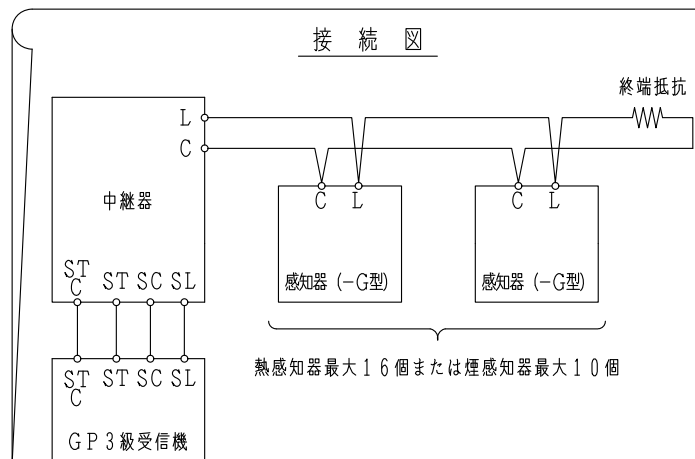 接続図
終端抵抗
L
C
中継器
C L
C L
感知器(-G型)
感知器(-G型)
STC ST SC SL
熱感知器最大16個または煙感知器最大10個
STC ST SC SL
GP3級受信機